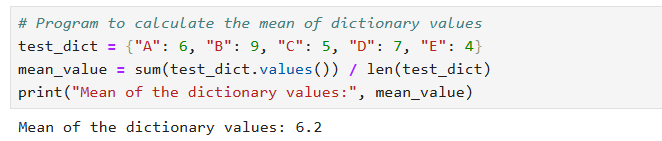 # Program to calculate the mean of dictionary values
test_dict = {"A": 6, "B": 9, "C": 5, "D": 7, "E": 4}
mean_value = sum(test_dict.values()) / len(test_dict)
print("Mean of the dictionary values:", mean_value)
Mean of the dictionary values: 6.2